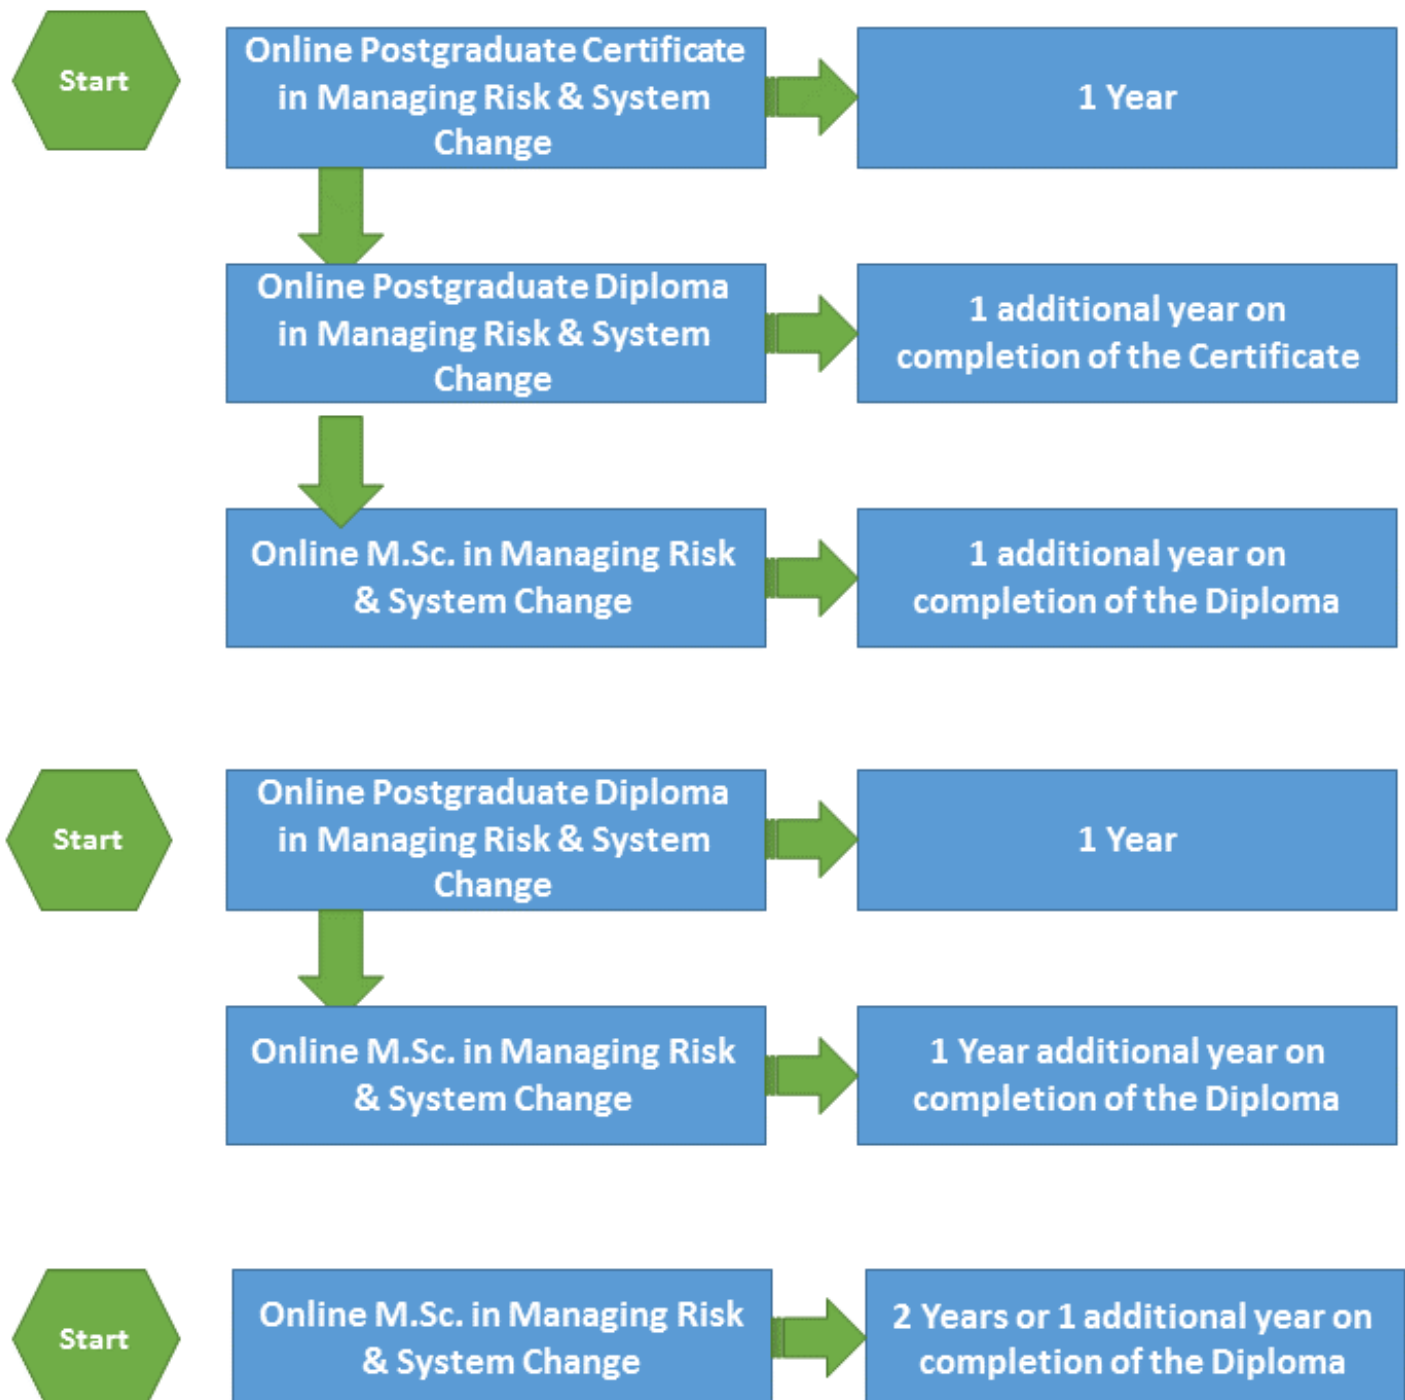 Start
Online Postgraduate Certificate
in Managing Risk & System
Change
1 Year
Online Postgraduate Diploma
in Managing Risk & System
Change
1 additional year on
completion of the Certificate
Online M.Sc. in Managing Risk
& System Change
1 additional year on
completion of the Diploma
Start
Online Postgraduate Diploma
in Managing Risk & System
Change
1 Year
Online M.Sc. in Managing Risk
& System Change
1 Year additional year on
completion of the Diploma
Start
Online M.Sc. in Managing Risk
& System Change
2 Years or 1 additional year on
completion of the Diploma